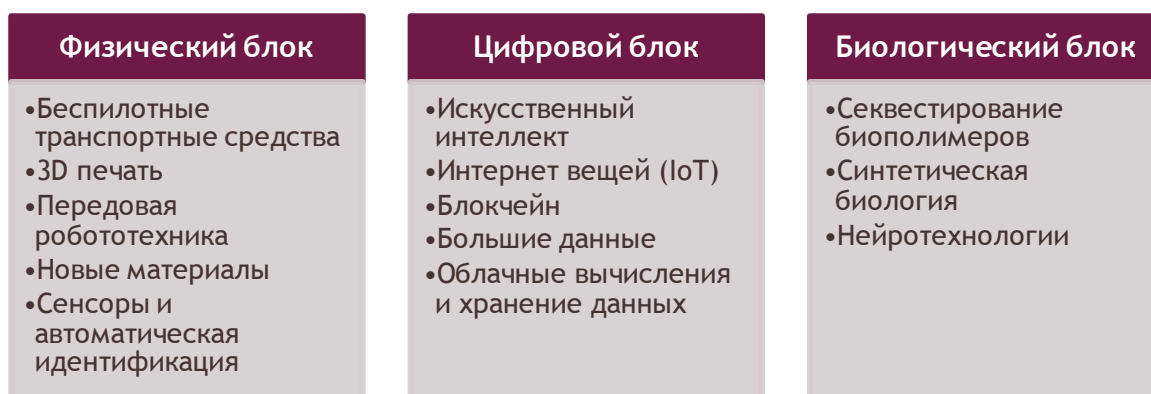 Физический блок
•Беспилотные
транспортные средства
•3D печать
•Передовая
робототехника
•Новые материалы
•Сенсоры и
автоматическая
идентификация
Цифровой блок
•Искусственный
интеллект
•Интернет вещей (IoT)
•Блокчейн
•Большие данные
•Облачные вычисления
и хранение данных
Биологический блок
•Секвестирование
биополимеров
•Синтетическая
биология
•Нейротехнологии